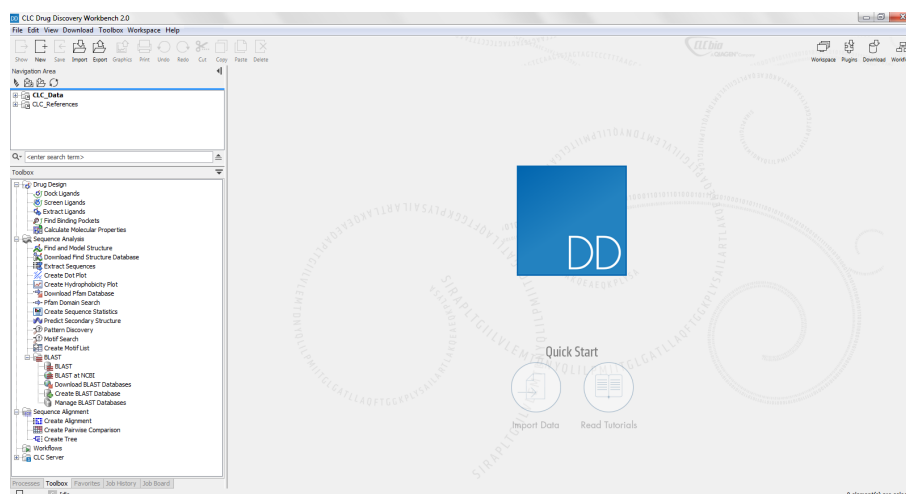 CLC Drug Discovery Workbench 2.0
File Edit View Download Toolbox Workspace Help
Show New Save Import Export Graphics Print Undo Redo Cut Copy Paste Delete
CLC bio
Workspace Plugins Download Workfl
Navigation Area
CLC_Data
CLC_References
<enter search term>
Toolbox
Drug Design
Dock Ligands
Screen Ligands
Extract Ligands
Find Binding Pockets
Calculate Molecular Properties
Sequence Analysis
Find and Model Structure
Download Find Structure Database
Extract Sequences
Create Dot Plot
Create Hydrophobicity Plot
Download Pfam Database
Pfam Domain Search
Create Sequence Statistics
Predict Secondary Structure
Pattern Discovery
Motif Search
Create Motif List
BLAST
BLAST
BLAST at NCBI
Download BLAST Databases
Create BLAST Database
Manage BLAST Databases
Sequence Alignment
Create Alignment
Create Pairwise Comparison
Create Tree
Workflows
CLC Server
DD
Quick Start
Import Data Read Tutorials
Processes Toolbox Favorites Job History Job Board